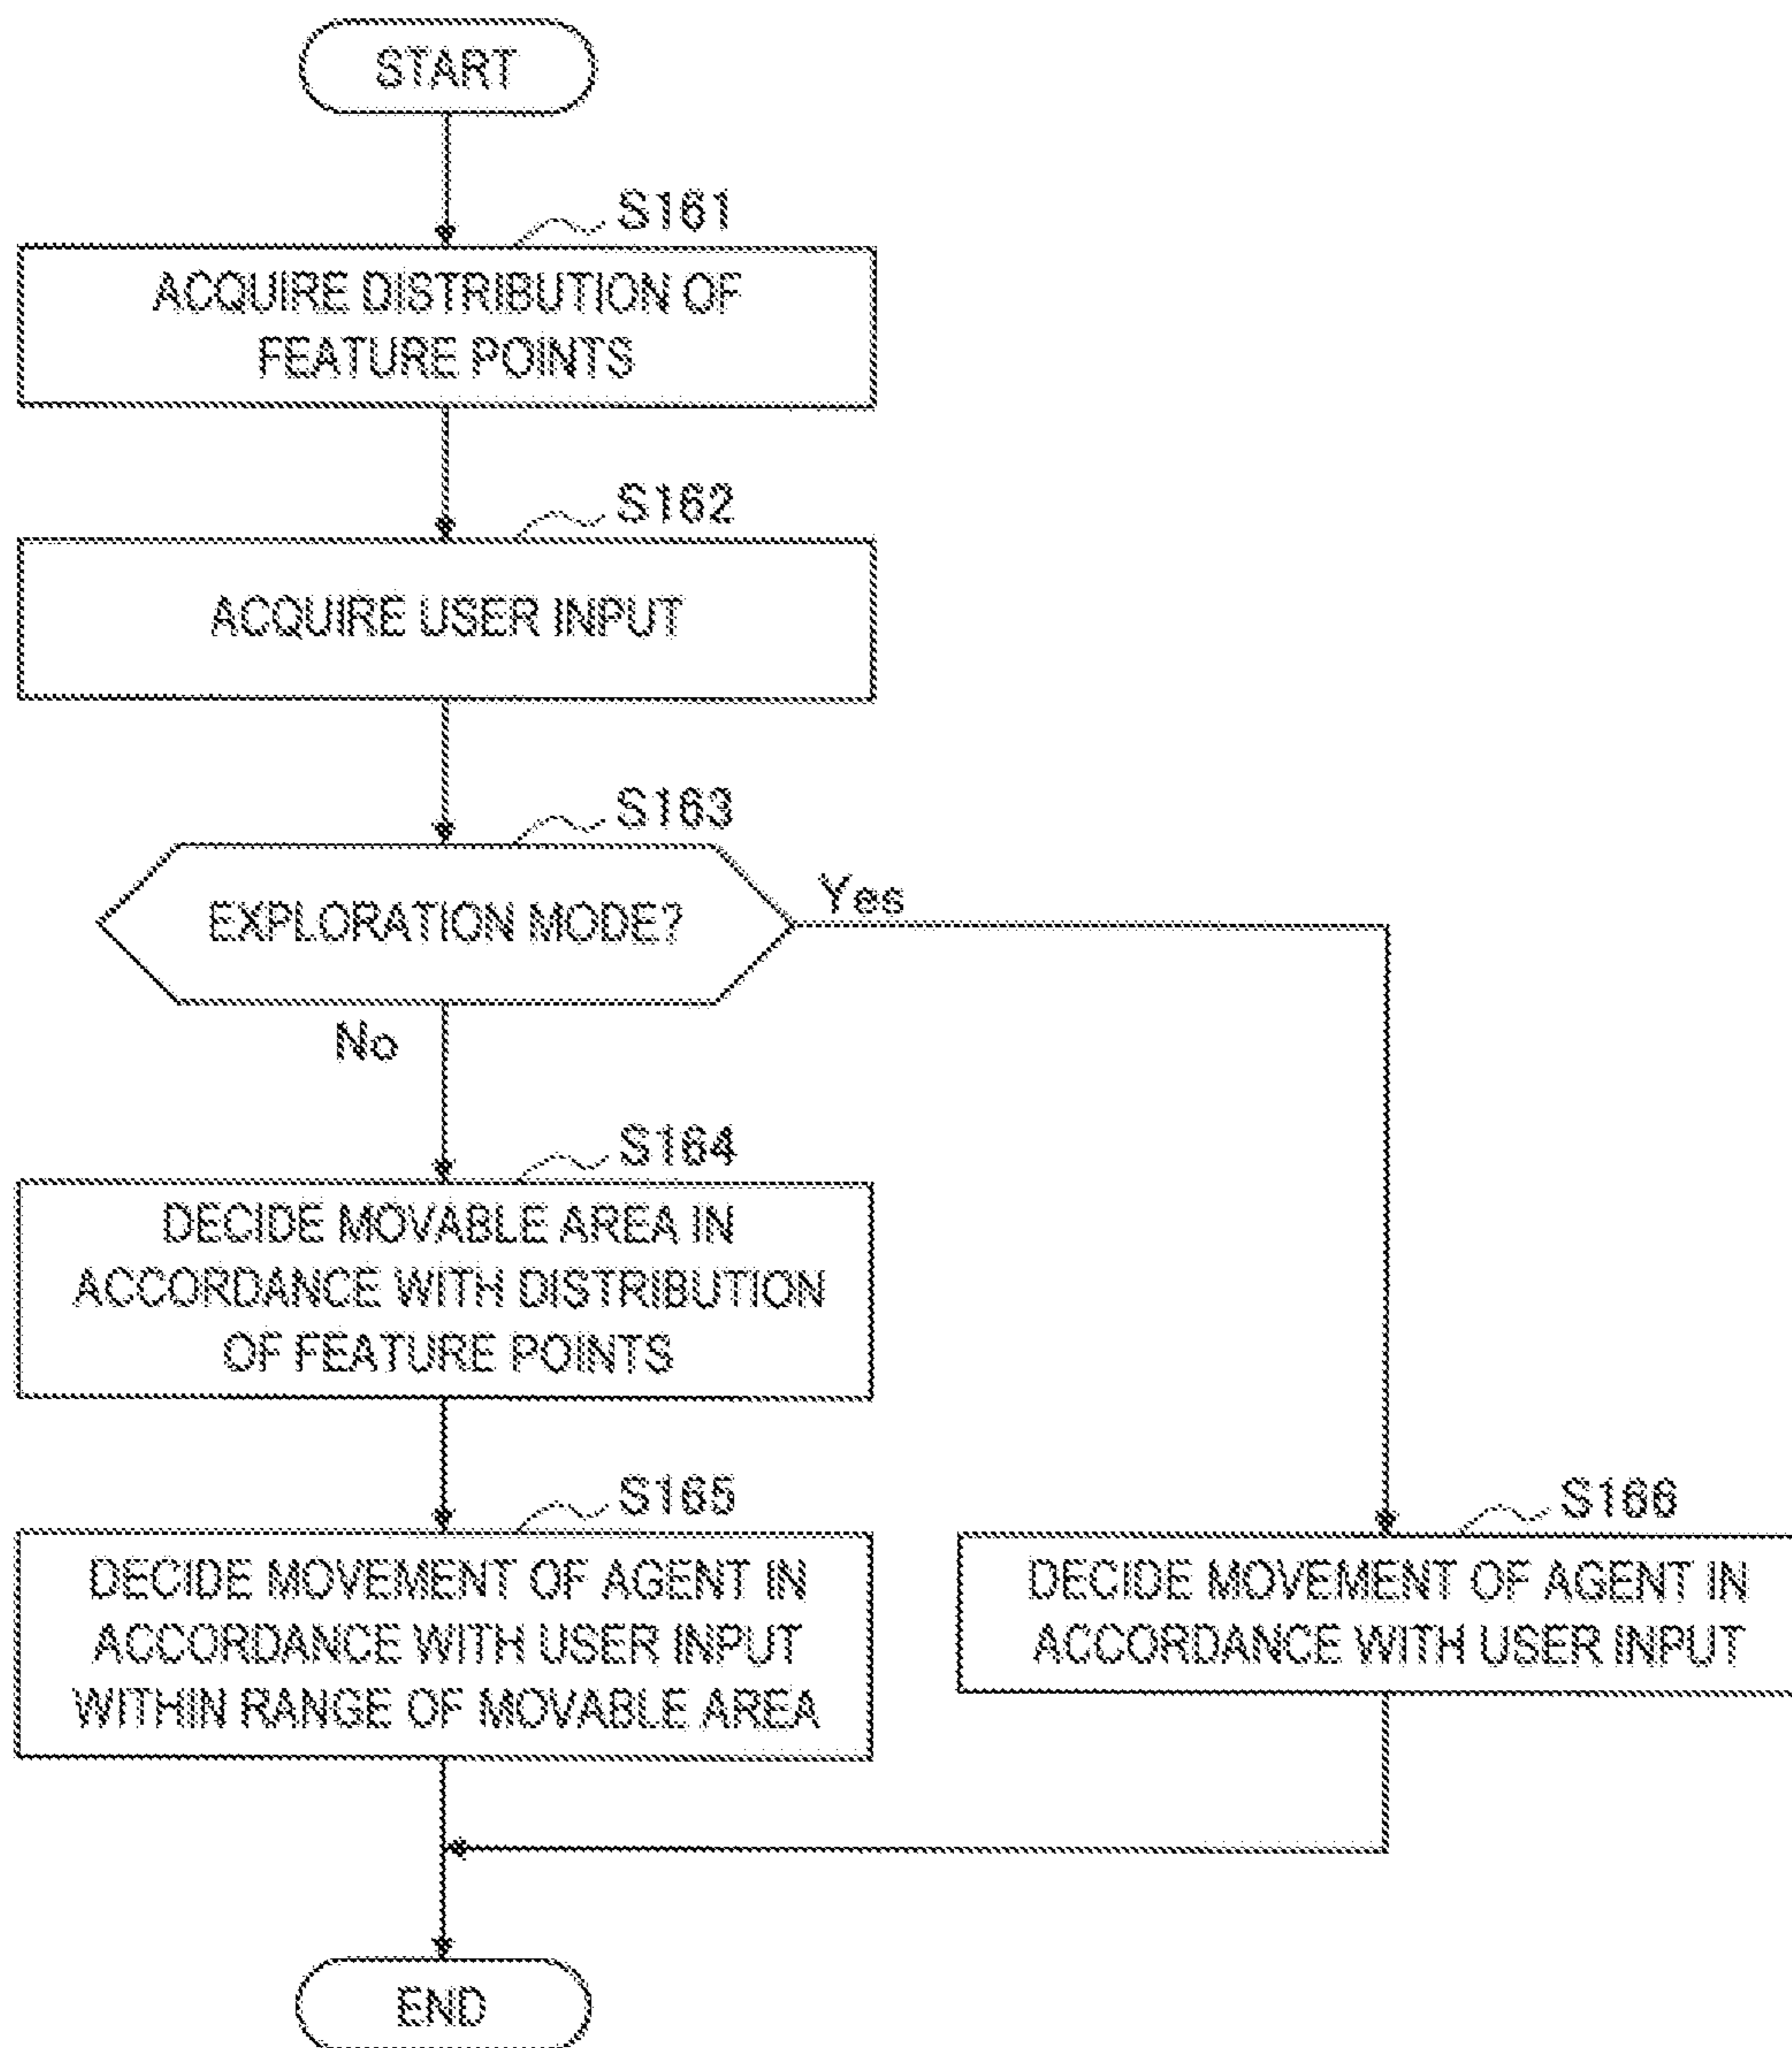 START
S161
ACQUIRE DISTRIBUTION OF
FEATURE POINTS
S162
ACQUIRE USER INPUT
S163
EXPLORATION MODE?
Yes
No
S164
DECIDE MOVABLE AREA IN
ACCORDANCE WITH DISTRIBUTION
OF FEATURE POINTS
S165
DECIDE MOVEMENT OF AGENT IN
ACCORDANCE WITH USER INPUT
WITHIN RANGE OF MOVABLE AREA
S166
DECIDE MOVEMENT OF AGENT IN
ACCORDANCE WITH USER INPUT
END